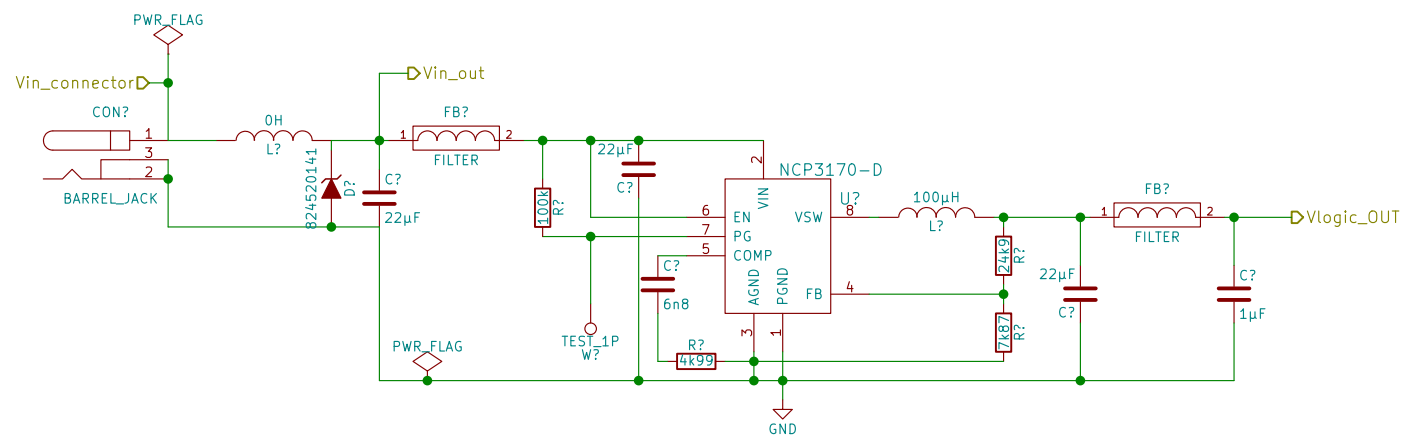 PWR_FLAG
Vin_connector
CON?
1
3
2
BARREL_JACK
0H
L?
824520141
D?
Vin_out
C?
22µF
FB?
1
2
FILTER
100k
R?
22µF
C?
TEST_1P
W?
PWR_FLAG
C?
6n8
R?
4k99
NCP3170-D
U?
2
VIN
6
EN
7
PG
5
COMP
AGND
3
PGND
1
VSW
8
FB
4
GND
100µH
L?
24k9
R?
7k87
R?
22µF
C?
FB?
1
2
FILTER
C?
1µF
Vlogic_OUT